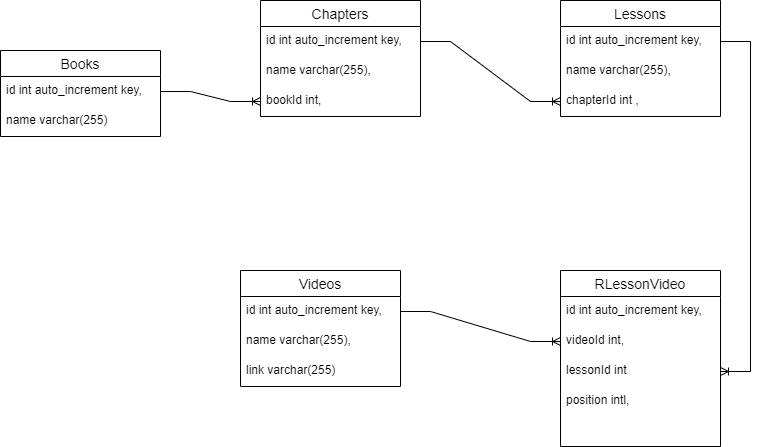 Books
id int auto_increment key,
name varchar(255)
Chapters
id int auto_increment key,
name varchar(255),
bookId int,
Lessons
id int auto_increment key,
name varchar(255),
chapterId int ,
Videos
id int auto_increment key,
name varchar(255),
link varchar(255)
RLessonVideo
id int auto_increment key,
videoId int,
lessonId int
position intl,